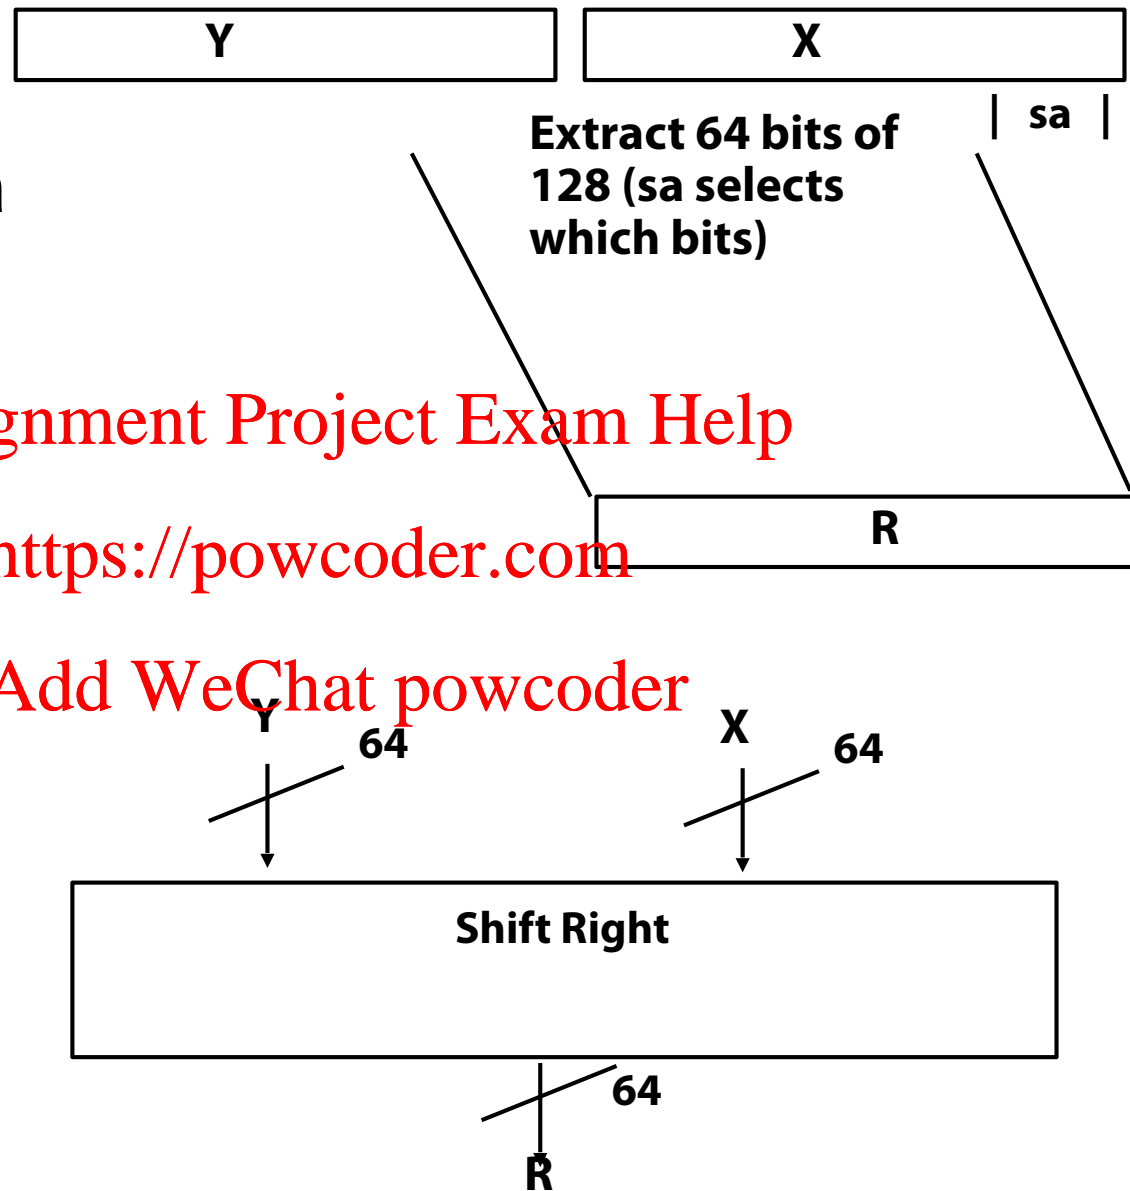 Y X
| sa |
Extract 64 bits of
128 (sa selects
which bits)
gnment Project Exam Help
R
https://powcoder.com
Add WeChat powcoder
Y 64 X 64
Shift Right
64
R